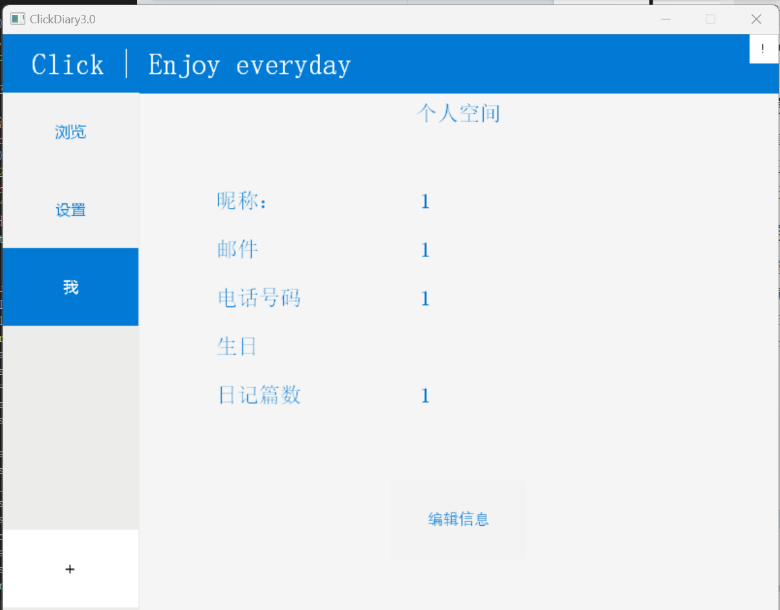 ClickDiary3.0
Click | Enjoy everyday
!
浏览
设置
我
+
个人空间
昵称： 1
邮件 1
电话号码 1
生日
日记篇数 1
编辑信息